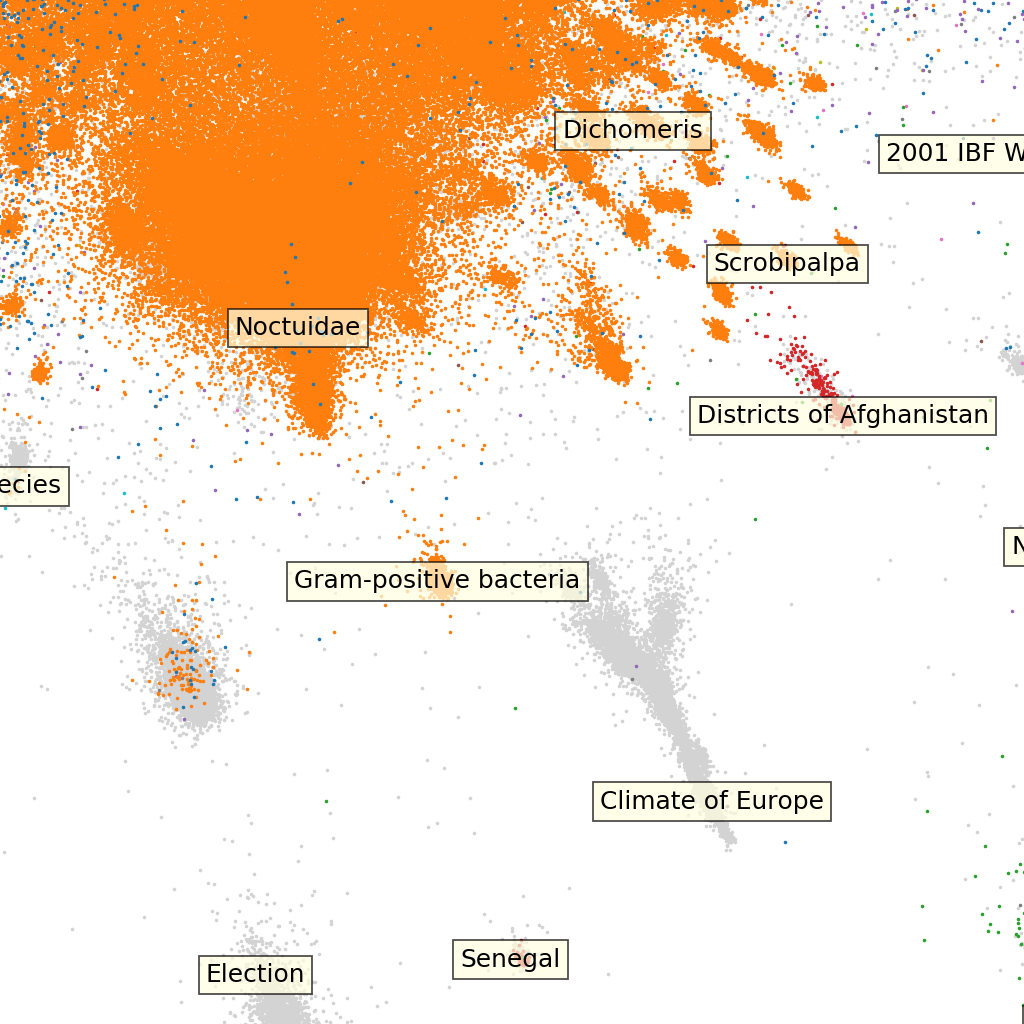 Dichomeris
2001 IBF W
Scrobipalpa
Noctuidae
Districts of Afghanistan
ecies
N
Gram-positive bacteria
Climate of Europe
Senegal
Election